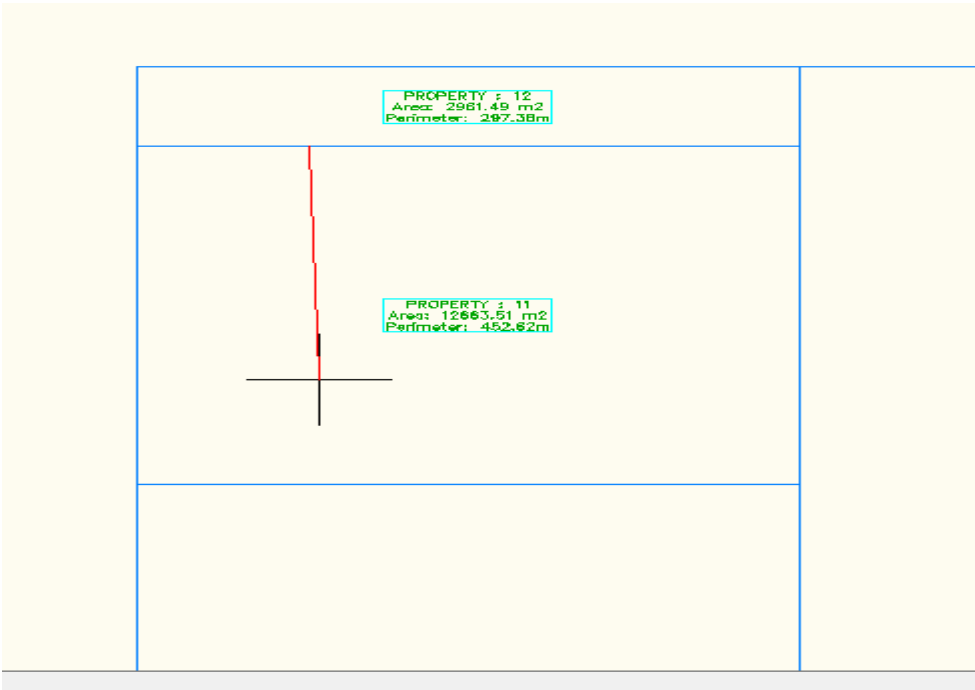 PROPERTY : 12
Area: 2961.49 m2
Perimeter: 297.38m
PROPERTY : 11
Area: 12663.51 m2
Perimeter: 452.62m